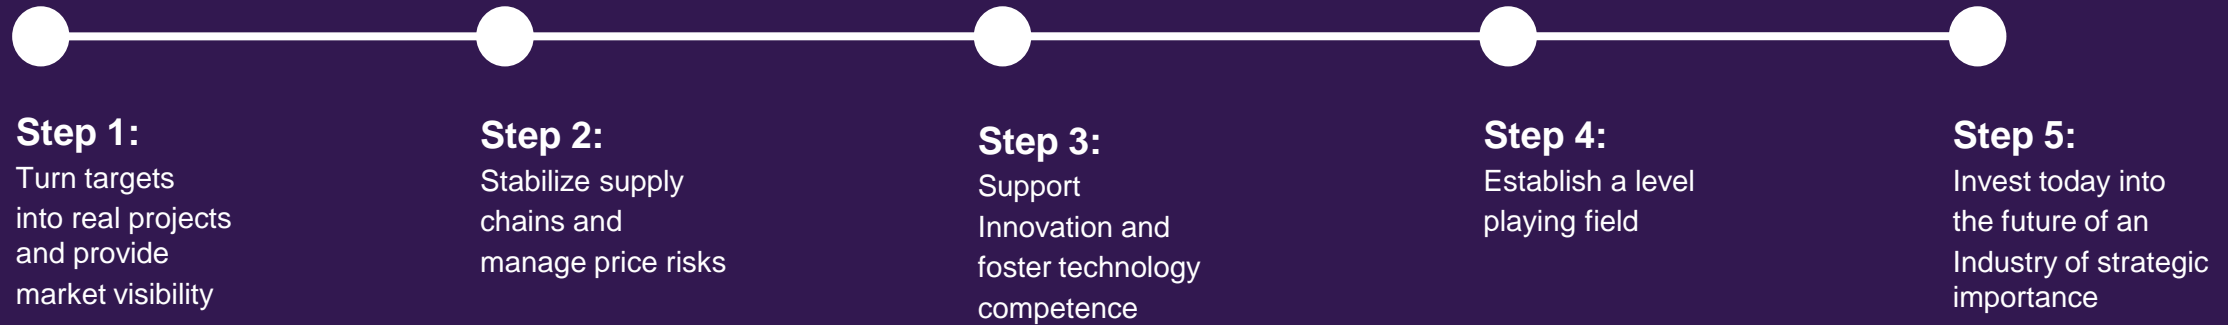 Step 1:
Turn targets
into real projects
and provide
market visibility
Step 2:
Stabilize supply
chains and
manage price risks
Step 3:
Support
Innovation and
foster technology
competence
Step 4:
Establish a level
playing field
Step 5:
Invest today into
the future of an
Industry of strategic
importance